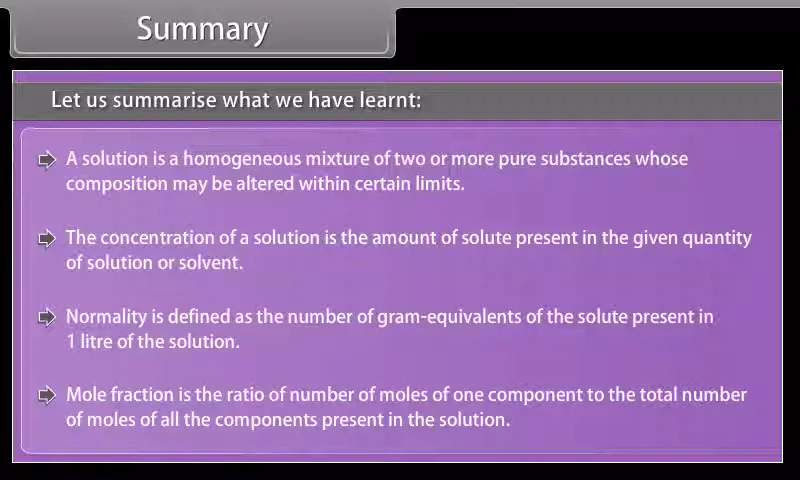 Summary
Let us summarise what we have learnt:
A solution is a homogeneous mixture of two or more pure substances whose
composition may be altered within certain limits.
The concentration of a solution is the amount of solute present in the given quantity
of solution or solvent.
Normality is defined as the number of gram-equivalents of the solute present in
1 litre of the solution.
Mole fraction is the ratio of number of moles of one component to the total number
of moles of all the components present in the solution.